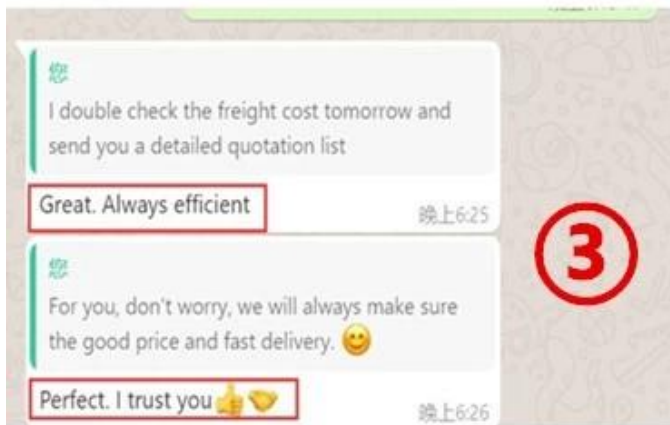 您
I double check the freight cost tomorrow and
send you a detailed quotation list
Great. Always efficient
晚上6:25
您
For you, don't worry, we will always make sure
the good price and fast delivery. 😊
Perfect. I trust you👍🤝
晚上6:26
3